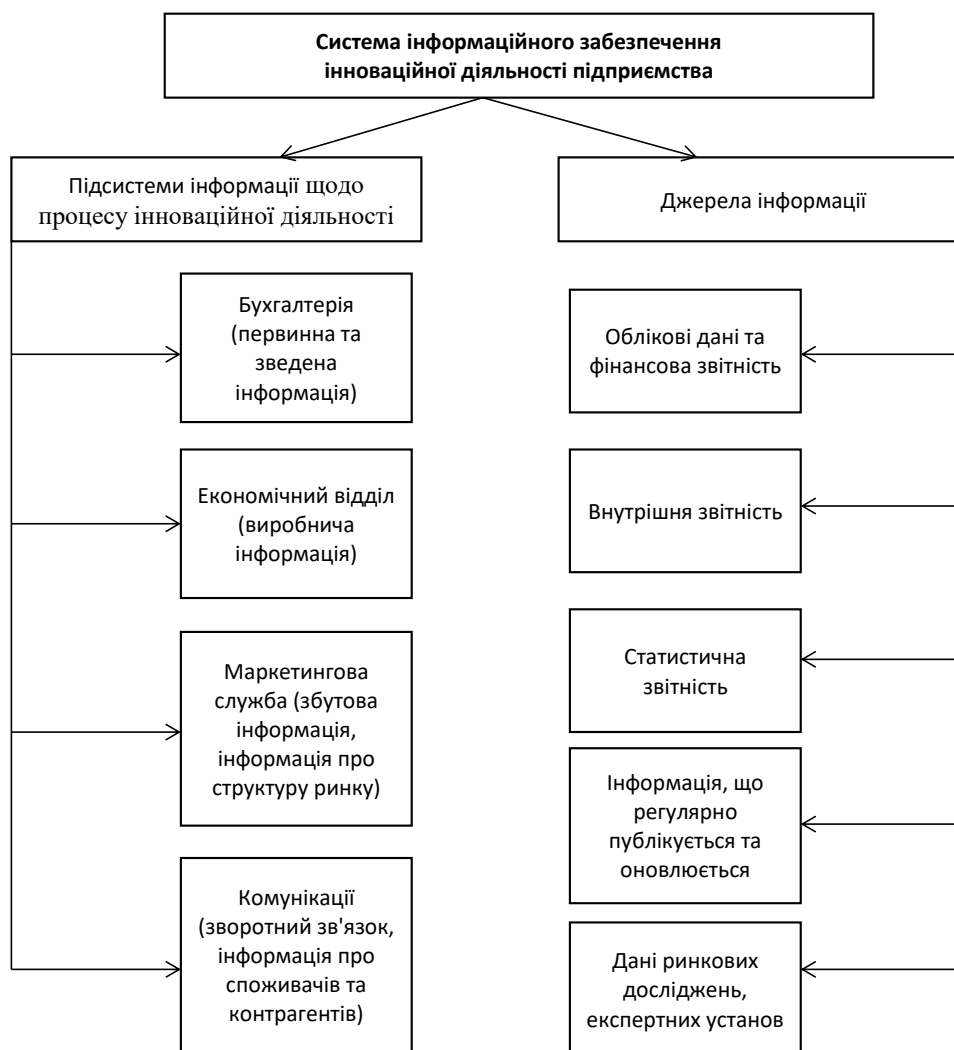 Система інформаційного забезпечення
інноваційної діяльності підприємства
Підсистеми інформації щодо
процесу інноваційної діяльності
Джерела інформації
Бухгалтерія
(первинна та
зведена
інформація)
Облікові дані та
фінансова звітність
Економічний відділ
(виробнича
інформація)
Внутрішня звітність
Маркетингова
служба (збутова
інформація,
інформація про
структуру ринку)
Статистична
звітність
Інформація, що
регулярно
публікується та
оновлюється
Комунікації
(зворотний зв'язок,
інформація про
споживачів та
контрагентів)
Дані ринкових
досліджень,
експертних установ